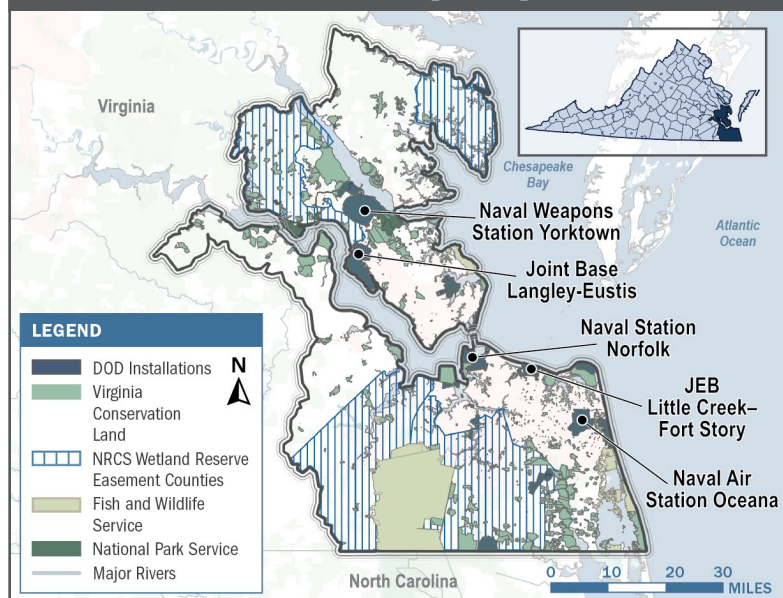 Virginia
Chesapeake
Bay
Atlantic
Ocean
Naval Weapons
Station Yorktown
Joint Base
Langley-Eustis
Naval Station
Norfolk
JEB
Little Creek–
Fort Story
Naval Air
Station Oceana
LEGEND
DOD Installations
Virginia
Conservation
Land
NRCS Wetland Reserve
Easement Counties
Fish and Wildlife
Service
National Park Service
Major Rivers
N
North Carolina
0 10 20 30
MILES